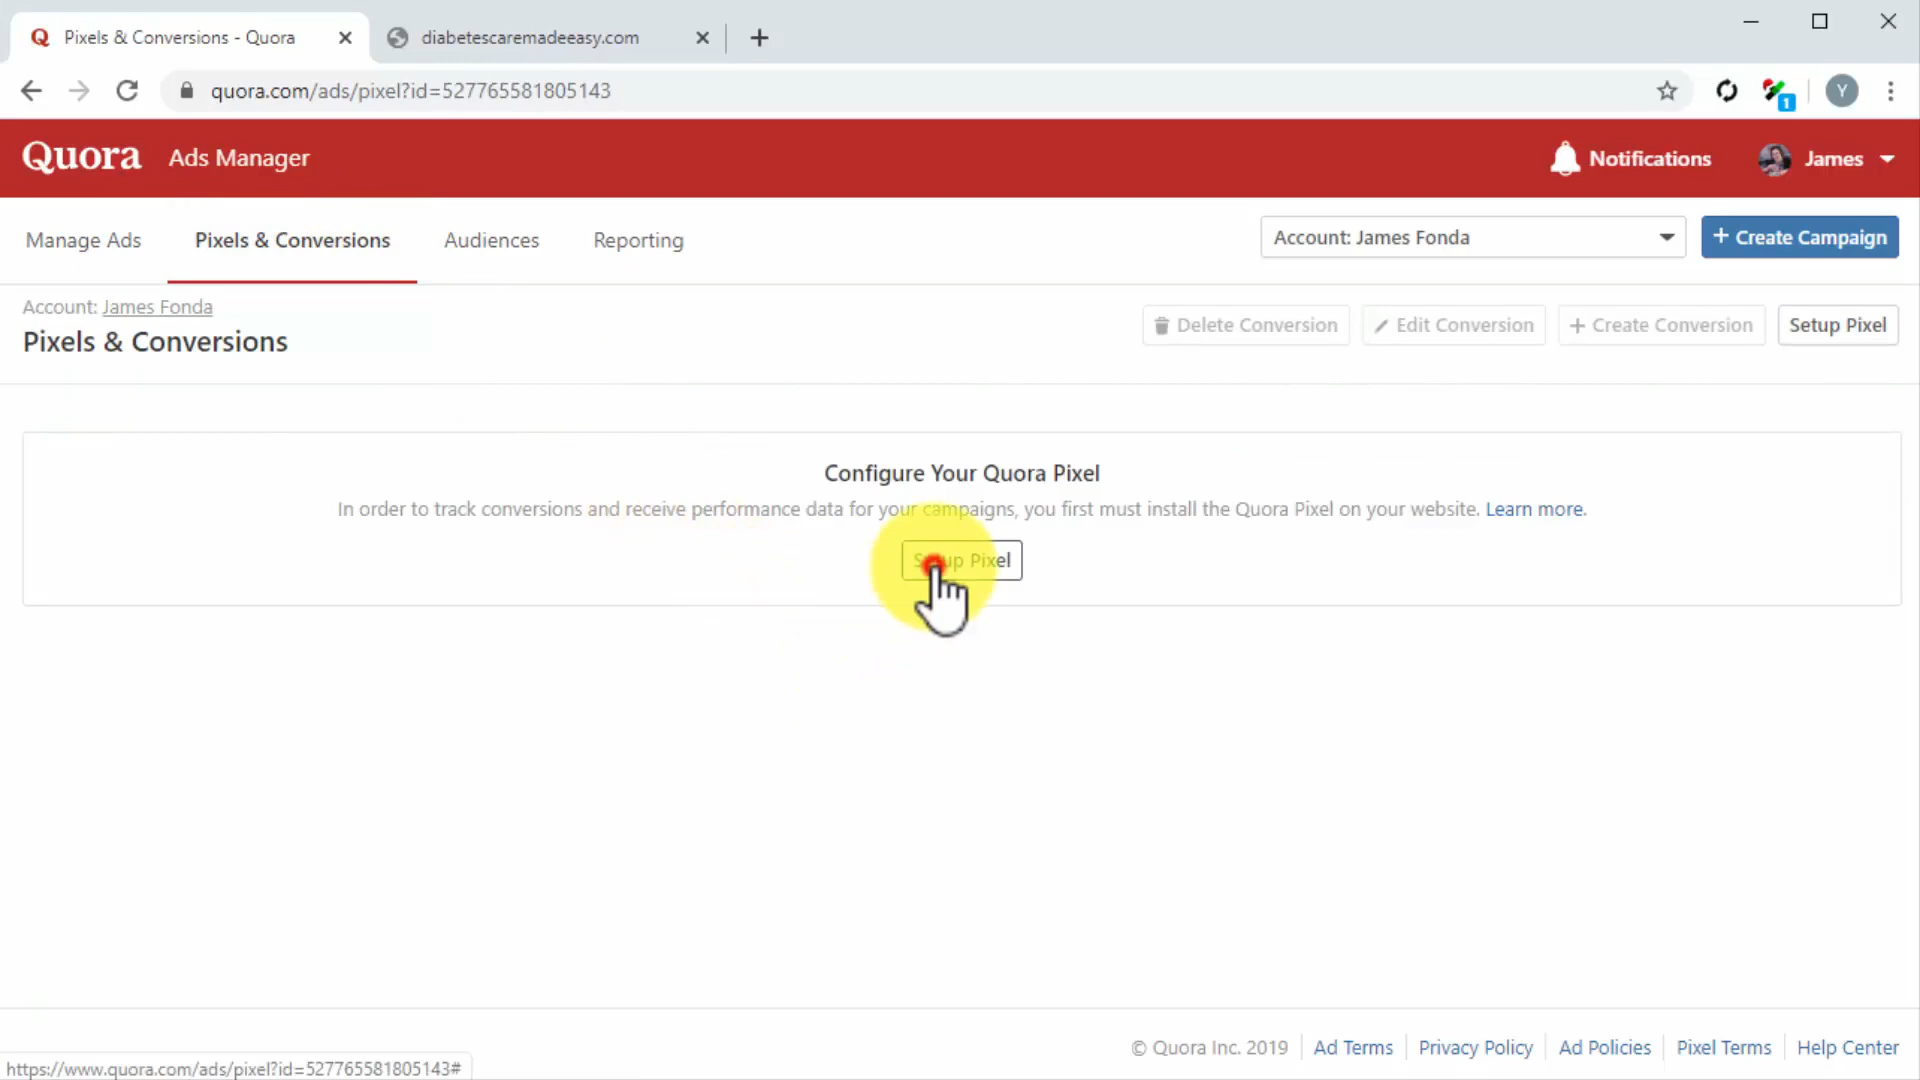 Pixels & Conversions - Quora
diabetescaremadeeasy.com
quora.com/ads/pixel?id=527765581805143
1
Y
Quora Ads Manager
Notifications
James
Manage Ads
Pixels & Conversions
Audiences
Reporting
Account: James Fonda
+ Create Campaign
Account: James Fonda
Pixels & Conversions
Delete Conversion
Edit Conversion
+ Create Conversion
Setup Pixel
Configure Your Quora Pixel
In order to track conversions and receive performance data for your campaigns, you first must install the Quora Pixel on your website. Learn more.
Setup Pixel
© Quora Inc. 2019
Ad Terms
Privacy Policy
Ad Policies
Pixel Terms
Help Center
https://www.quora.com/ads/pixel?id=527765581805143#